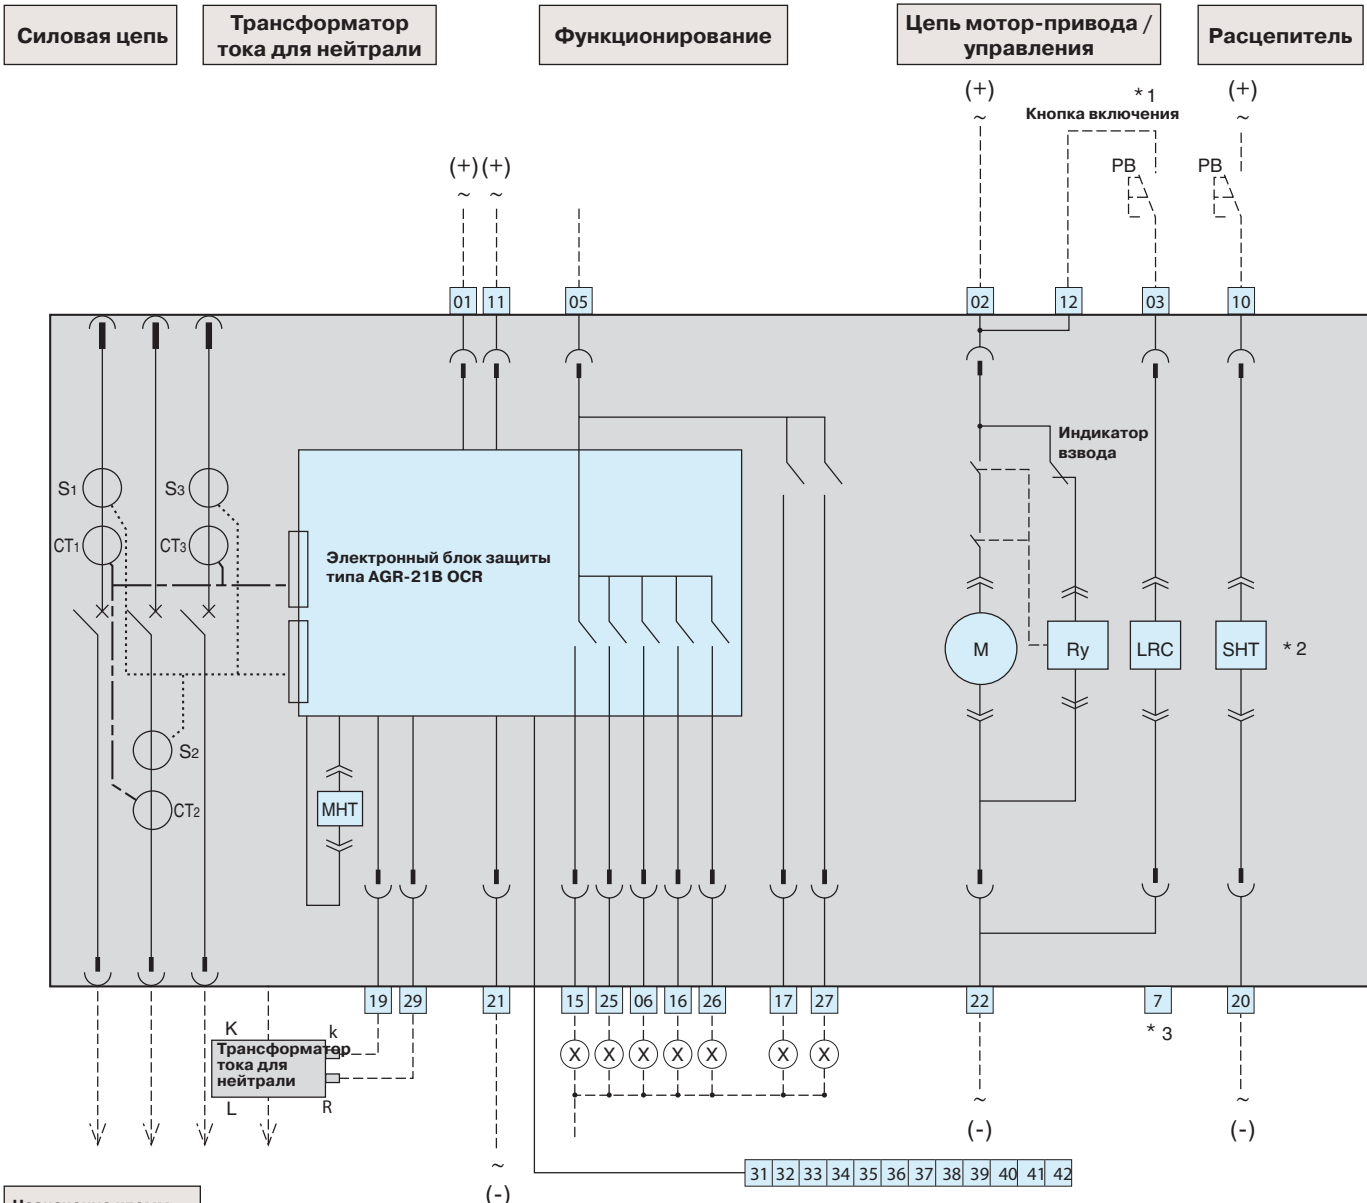 Силовая цепь
Трансформатор
тока для нейтрали
Функционирование
Цепь мотор-привода /
управления
Расцепитель
(+)
~
* 1
Кнопка включения
(+)
~
PB
PB
(+) (+)
~ ~
01 11 05 02 12 03 10
Индикатор
взвода
S1
S3
CT1
CT3
Электронный блок защиты
типа AGR-21B OCR
M
Ry
LRC
SHT
* 2
S2
CT2
MHT
19 29 21 15 25 06 16 26 17 27 22 7 20
* 3
K
k
Трансформатор
тока для
нейтрали
L
R
X X X X X X X
~
(-)
~
(-)
~
(-)
31 32 33 34 35 36 37 38 39 40 41 42